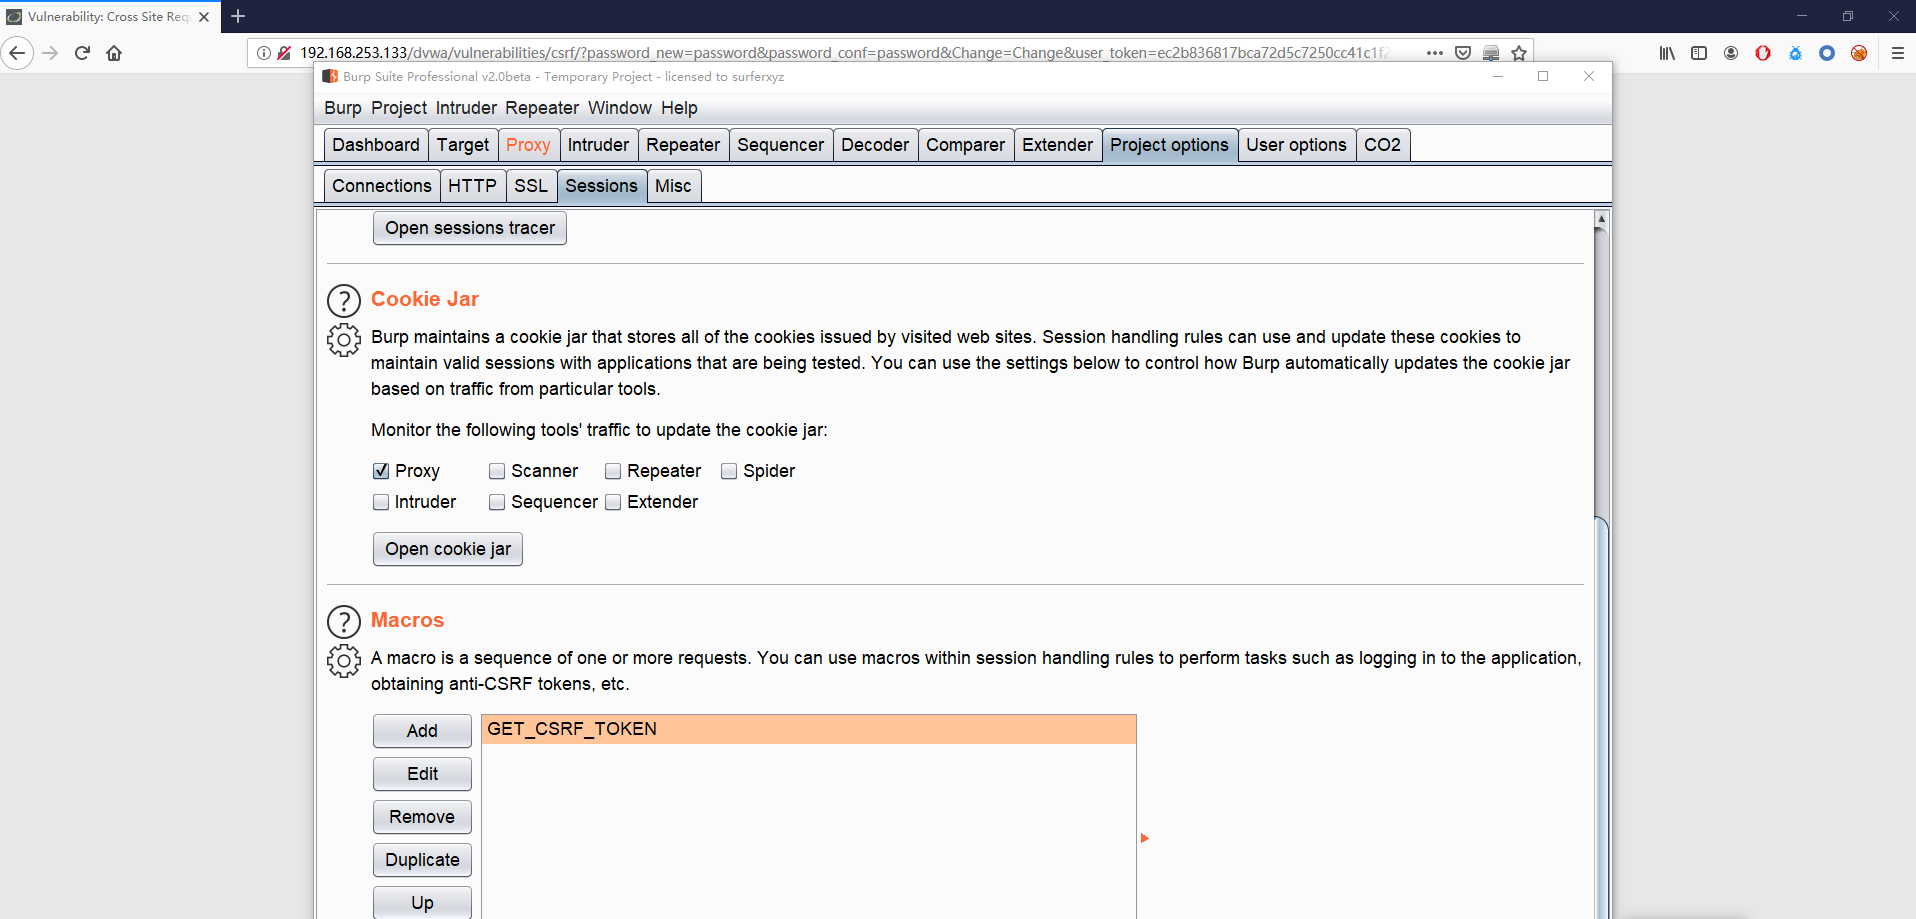 Vulnerability: Cross Site Req
192.168.253.133/dvwa/vulnerabilities/csrf/?password_new=password&password_conf=password&Change=Change&user_token=ec2b836817bca72d5c7250cc41c1f2
Burp Suite Professional v2.0beta - Temporary Project - licensed to surferxyz
Burp Project Intruder Repeater Window Help
Dashboard Target Proxy Intruder Repeater Sequencer Decoder Comparer Extender Project options User options CO2
Connections HTTP SSL Sessions Misc
Open sessions tracer
? Cookie Jar
Burp maintains a cookie jar that stores all of the cookies issued by visited web sites. Session handling rules can use and update these cookies to
maintain valid sessions with applications that are being tested. You can use the settings below to control how Burp automatically updates the cookie jar
based on traffic from particular tools.
Monitor the following tools' traffic to update the cookie jar:
Proxy Scanner Repeater Spider
Intruder Sequencer Extender
Open cookie jar
? Macros
A macro is a sequence of one or more requests. You can use macros within session handling rules to perform tasks such as logging in to the application,
obtaining anti-CSRF tokens, etc.
Add GET_CSRF_TOKEN
Edit
Remove
Duplicate
Up